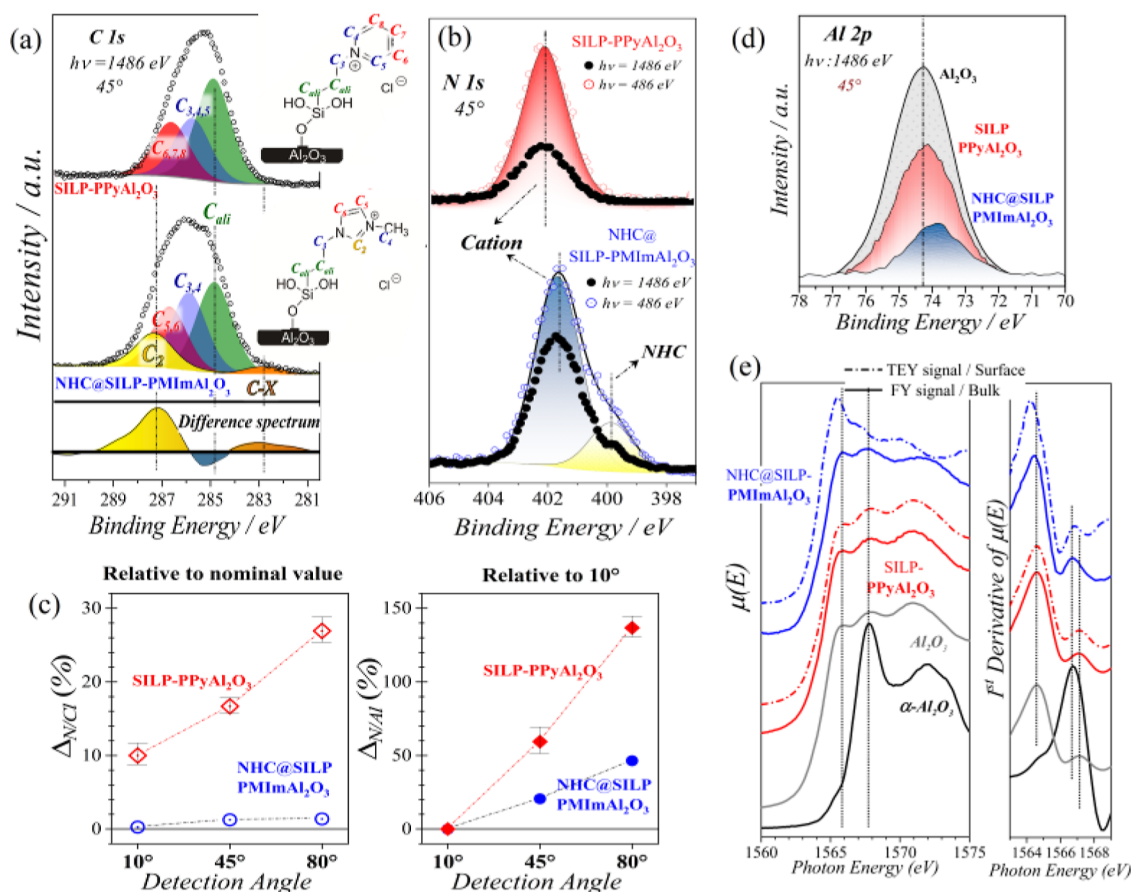 (a)
C 1s
hν=1486 eV
45°
C8
C4
C7
N
⊕
C6
C3
C5
Cali
Cali
Cl⊖
HO
OH
Si
O
Al2O3
C3,4,5
C6,7,8
SILP-PPyAl2O3
Cali
C3,4
C5,6
C2
C-X
NHC@SILP-PMImAl2O3
N
⊕
N-CH3
C3
C2
C4
HO
OH
Si
O
Cl⊖
Al2O3
Difference spectrum
Intensity / a.u.
291 289 287 285 283 281
Binding Energy / eV
(b)
N 1s
45°
SILP-PPyAl2O3
hν = 1486 eV
hν = 486 eV
Cation
NHC@
SILP-PMImAl2O3
hν = 1486 eV
hν = 486 eV
NHC
406 404 402 400 398
Binding Energy / eV
(d)
Al 2p
hν :1486 eV
45°
Al2O3
SILP
PPyAl2O3
NHC@SILP
PMImAl2O3
Intensity / a.u.
78 77 76 75 74 73 72 71 70
Binding Energy / eV
(c)
Relative to nominal value
ΔN/Cl (%)
30
20
10
0
SILP-PPyAl2O3
NHC@SILP
PMImAl2O3
10° 45° 80°
Detection Angle
Relative to 10°
ΔN/Al (%)
150
100
50
0
SILP-PPyAl2O3
NHC@SILP
PMImAl2O3
10° 45° 80°
Detection Angle
(e)
TEY signal / Surface
FY signal / Bulk
NHC@SILP-
PMImAl2O3
SILP-
PPyAl2O3
Al2O3
α-Al2O3
μ(E)
1560 1565 1570 1575
Photon Energy (eV)
1st Derivative of μ(E)
1564 1566 1568
Photon Energy (eV)